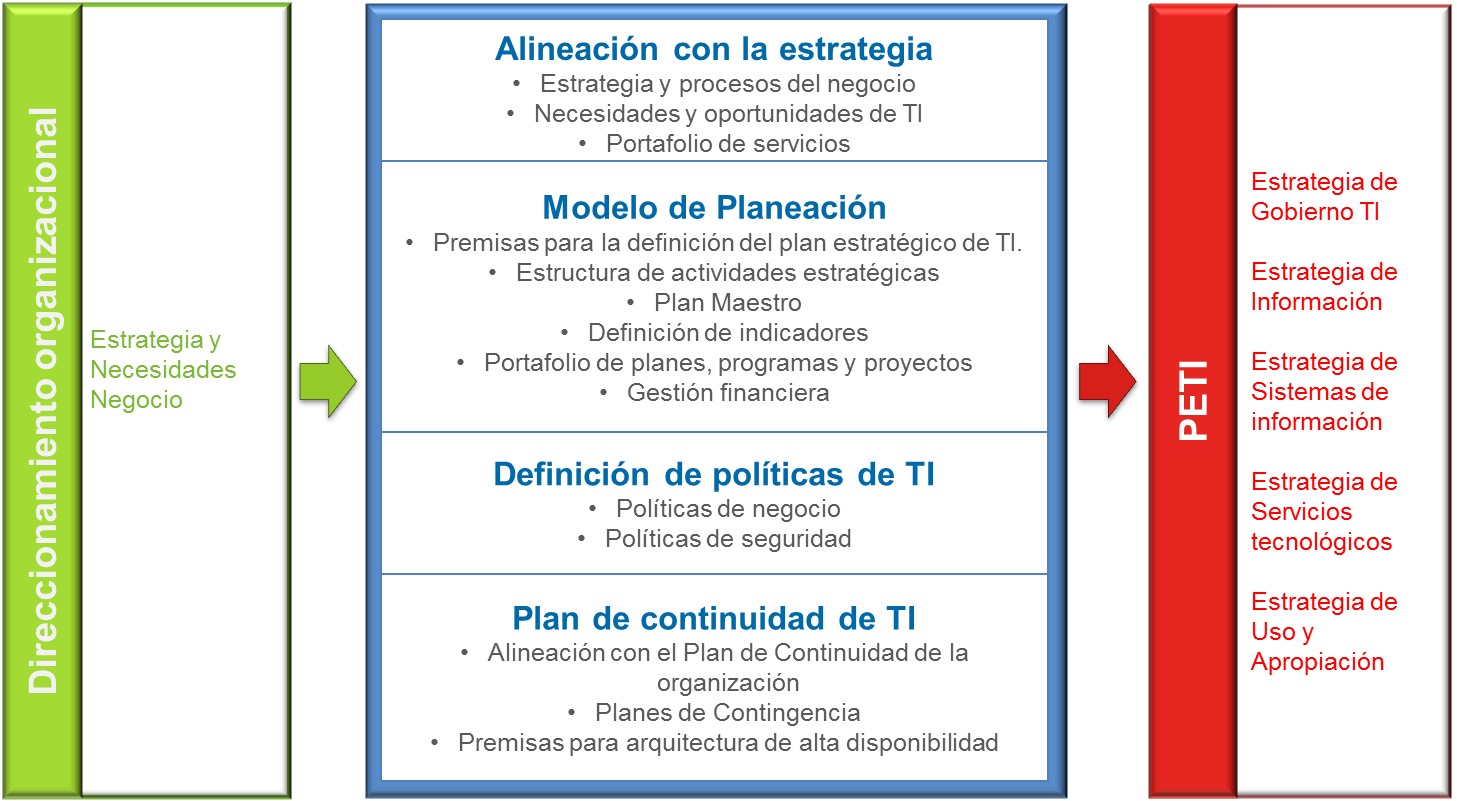 Direccionamiento organizacional
Estrategia y
Necesidades
Negocio
Alineación con la estrategia
• Estrategia y procesos del negocio
• Necesidades y oportunidades de TI
• Portafolio de servicios
Modelo de Planeación
• Premisas para la definición del plan estratégico de TI.
• Estructura de actividades estratégicas
• Plan Maestro
• Definición de indicadores
• Portafolio de planes, programas y proyectos
• Gestión financiera
Definición de políticas de TI
• Políticas de negocio
• Políticas de seguridad
Plan de continuidad de TI
• Alineación con el Plan de Continuidad de la
organización
• Planes de Contingencia
• Premisas para arquitectura de alta disponibilidad
PETI
Estrategia de
Gobierno TI
Estrategia de
Información
Estrategia de
Sistemas de
información
Estrategia de
Servicios
tecnológicos
Estrategia de
Uso y
Apropiación